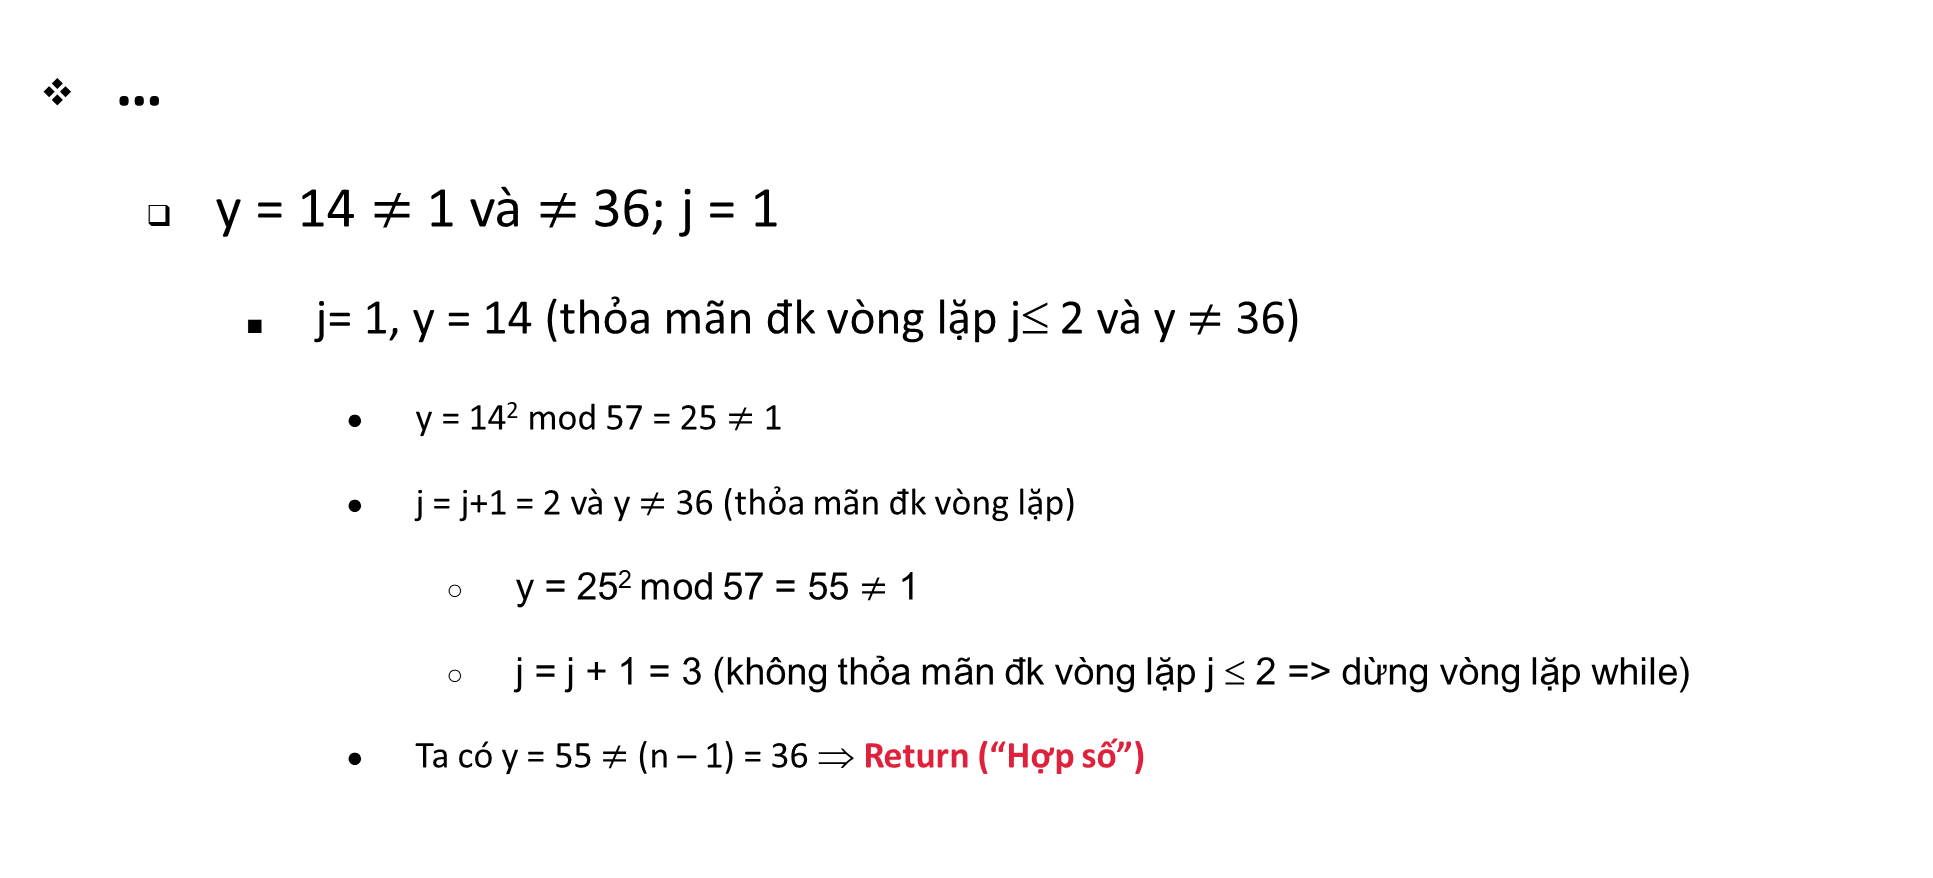 ❖ ...
❑ y = 14 ≠ 1 và ≠ 36; j = 1
▪ j= 1, y = 14 (thỏa mãn đk vòng lặp j≤ 2 và y ≠ 36)
• y = 14² mod 57 = 25 ≠ 1
• j = j+1 = 2 và y ≠ 36 (thỏa mãn đk vòng lặp)
○ y = 25² mod 57 = 55 ≠ 1
○ j = j + 1 = 3 (không thỏa mãn đk vòng lặp j ≤ 2 => dừng vòng lặp while)
• Ta có y = 55 ≠ (n – 1) = 36 ⟹ Return (“Hợp số”)